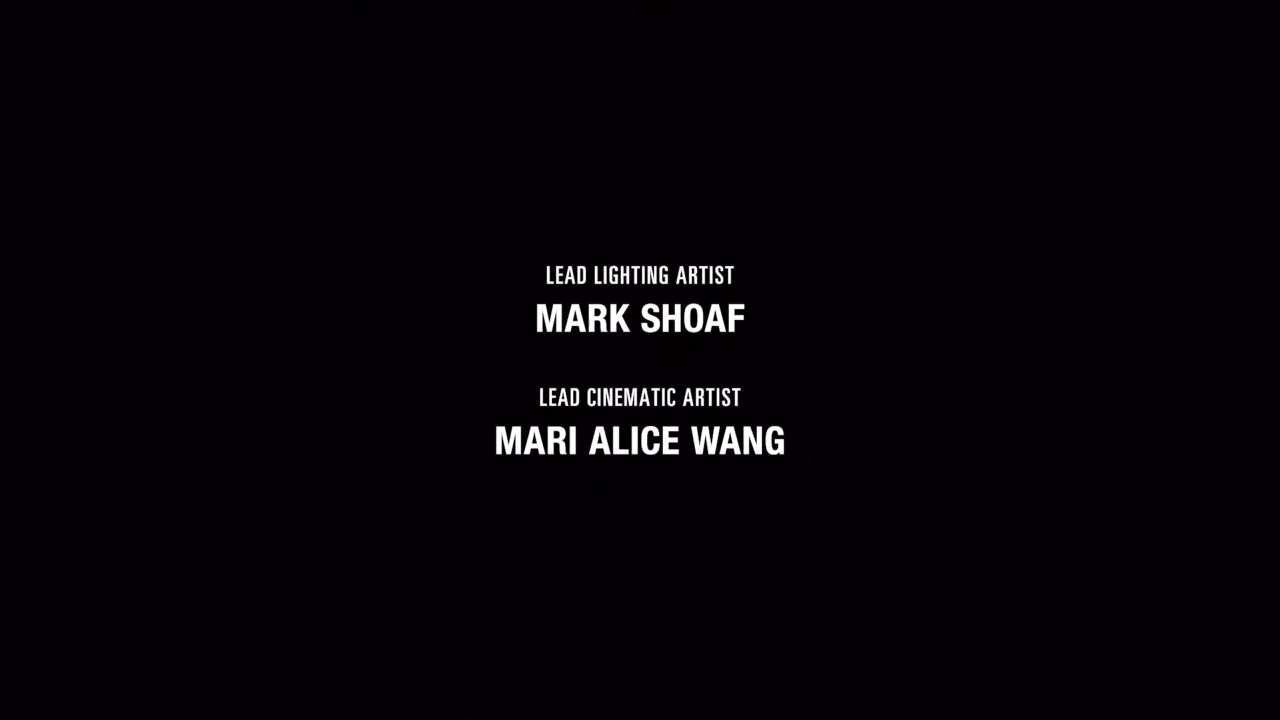 LEAD LIGHTING ARTIST
MARK SHOAF
LEAD CINEMATIC ARTIST
MARI ALICE WANG